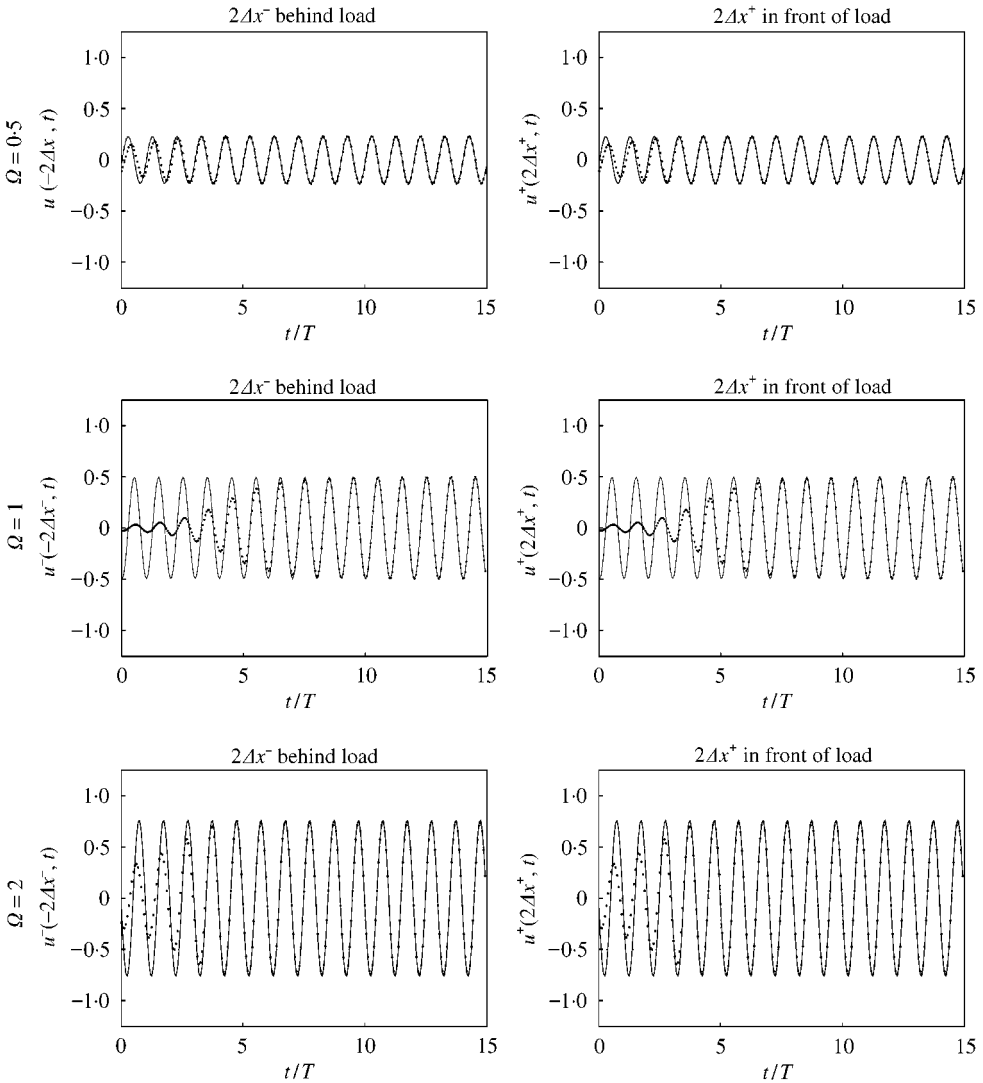 2Δx⁻ behind load
2Δx⁺ in front of load
Ω = 0·5
u (−2Δx , t)
1·0
0·5
0
−0·5
−1·0
0 5 10 15
t/T
u⁺(2Δx⁺, t)
1·0
0·5
0
−0·5
−1·0
0 5 10 15
t/T
2Δx⁻ behind load
2Δx⁺ in front of load
Ω = 1
u⁻(−2Δx⁻, t)
1·0
0·5
0
−0·5
−1·0
0 5 10 15
t/T
u⁺(2Δx⁺, t)
1·0
0·5
0
−0·5
−1·0
0 5 10 15
t/T
2Δx⁻ behind load
2Δx⁺ in front of load
Ω = 2
u⁻(−2Δx⁻, t)
1·0
0·5
0
−0·5
−1·0
0 5 10 15
t/T
u⁺(2Δx⁺, t)
1·0
0·5
0
−0·5
−1·0
0 5 10 15
t/T